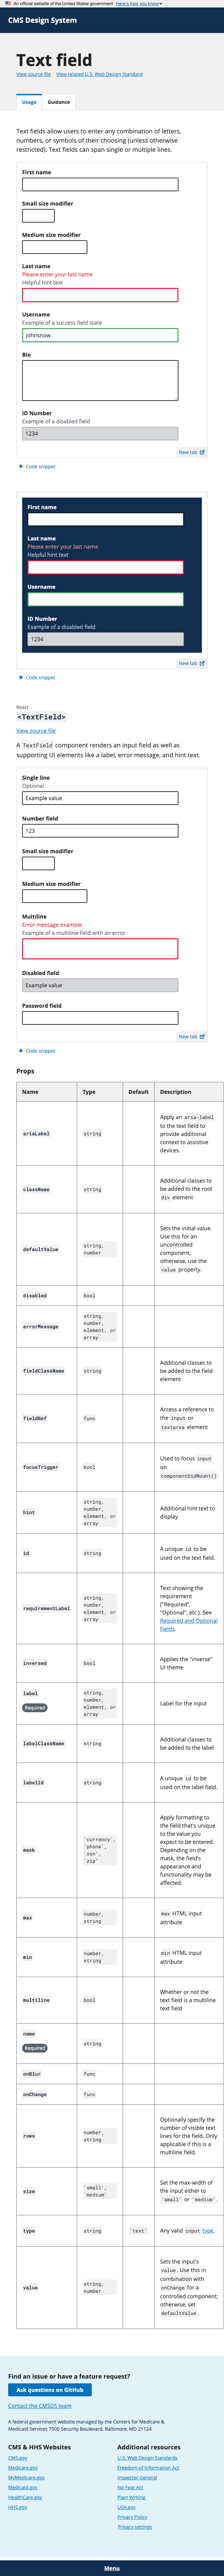 An official website of the United States government Here's how you know
CMS Design System
Text field
View source file View related U.S. Web Design Standard
Usage Guidance
Text fields allow users to enter any combination of letters,
numbers, or symbols of their choosing (unless otherwise
restricted). Text fields can span single or multiple lines.
First name
Small size modifier
Medium size modifier
Last name
Please enter your last name
Helpful hint text
Username
Example of a success field state
johnsnow
Bio
ID Number
Example of a disabled field
1234
New tab
Code snippet
First name
Last name
Please enter your last name
Helpful hint text
Username
ID Number
Example of a disabled field
1234
New tab
Code snippet
React
<TextField>
View source file
A TextField component renders an input field as well as
supporting UI elements like a label, error message, and hint text.
Single line
Optional
Example value
Number field
123
Small size modifier
Medium size modifier
Multiline
Error message example
Example of a multiline field with an error
Disabled field
Example value
Password field
New tab
Code snippet
Props
Name Type Default Description
ariaLabel string Apply an aria-label
to the text field to
provide additional
context to assistive
devices.
className string Additional classes to
be added to the root
div element
defaultValue string, number Sets the initial value.
Use this for an
uncontrolled
component;
otherwise, use the
value property.
disabled bool
errorMessage string, number, element, or array
fieldClassName string Additional classes to
be added to the field
element
fieldRef func Access a reference to
the input or
textarea element
focusTrigger bool Used to focus input
on
componentDidMount()
hint string, number, element, or array Additional hint text to
display
id string A unique id to be
used on the text field.
requirementLabel string, number, element, or array Text showing the
requirement
("Required",
"Optional", etc.). See
Required and Optional
Fields.
inversed bool Applies the "inverse"
UI theme
label Required string, number, element, or array Label for the input
labelClassName string Additional classes to
be added to the label
labelId string A unique id to be
used on the label field.
mask 'currency', 'phone', 'ssn', 'zip' Apply formatting to
the field that's unique
to the value you
expect to be entered.
Depending on the
mask, the field's
appearance and
functionality may be
affected.
max number, string max HTML input
attribute
min number, string min HTML input
attribute
multiline bool Whether or not the
text field is a multiline
text field
name Required string
onBlur func
onChange func
rows number, string Optionally specify the
number of visible text
lines for the field. Only
applicable if this is a
multiline field.
size 'small', 'medium' Set the max-width of
the input either to
'small' or 'medium'.
type string 'text' Any valid input type.
value string, number Sets the input's
value. Use this in
combination with
onChange for a
controlled component;
otherwise, set
defaultValue.
Find an issue or have a feature request?
Ask questions on GitHub
Contact the CMSDS team
A federal government website managed by the Centers for Medicare &
Medicaid Services 7500 Security Boulevard, Baltimore, MD 21124
CMS & HHS Websites
CMS.gov
Medicare.gov
MyMedicare.gov
Medicaid.gov
HealthCare.gov
HHS.gov
Additional resources
U.S. Web Design Standards
Freedom of Information Act
Inspector General
No Fear Act
Plain Writing
USA.gov
Privacy Policy
Privacy settings
Menu